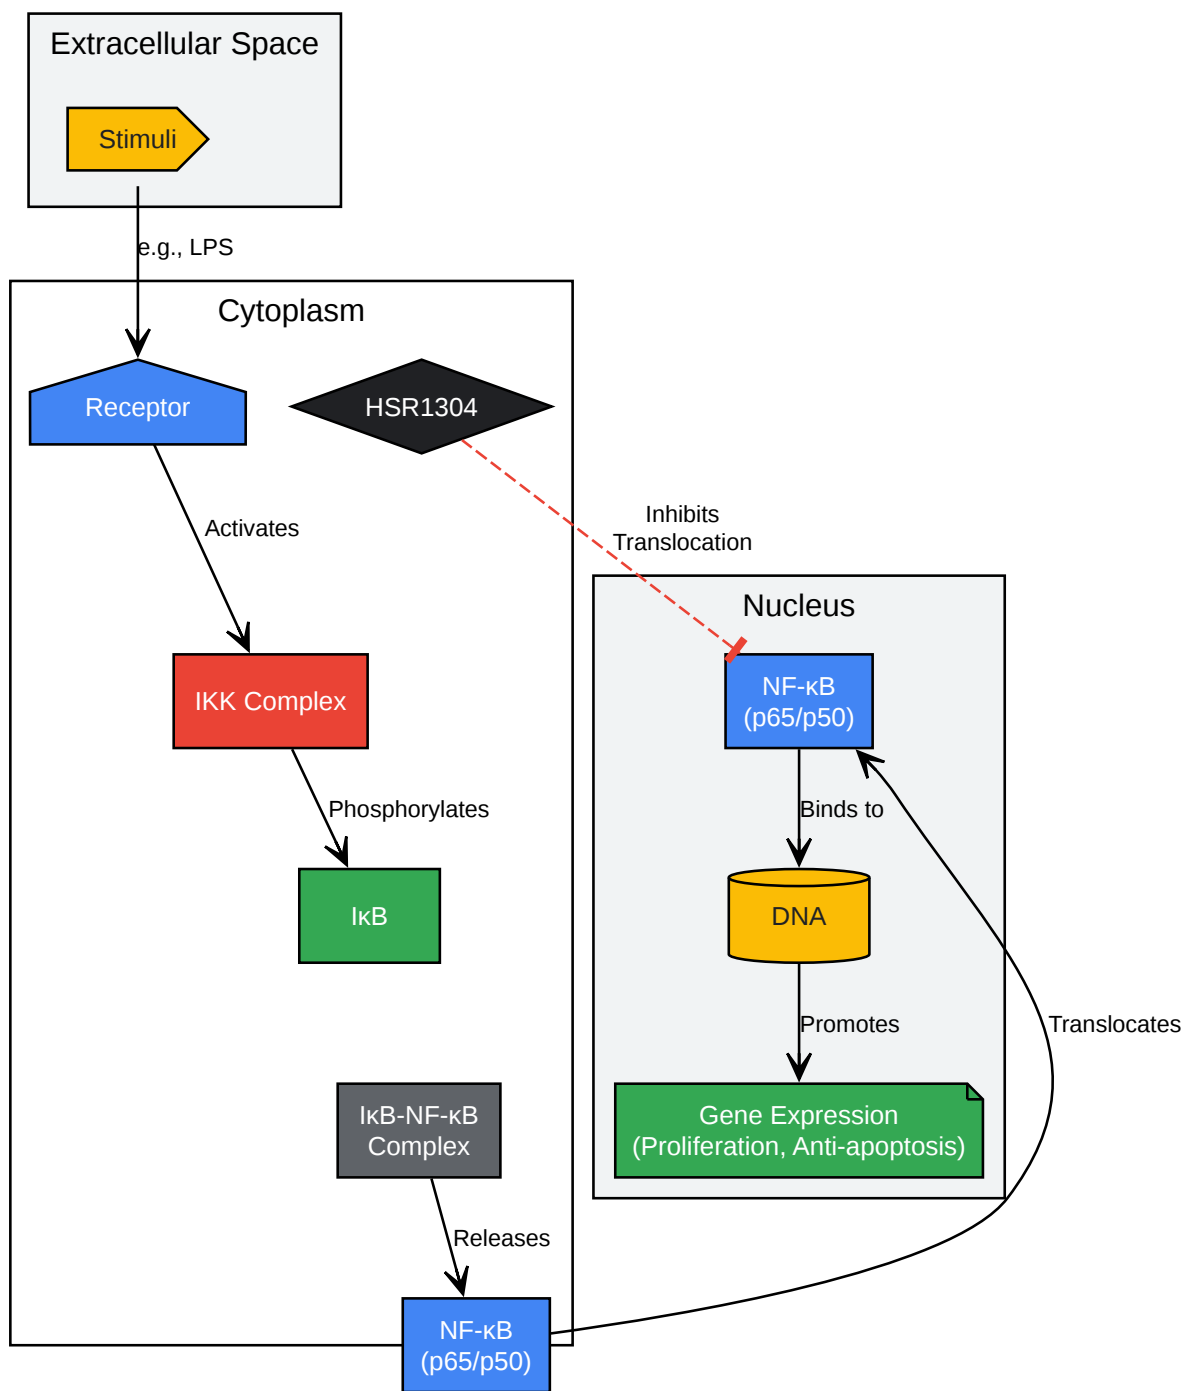 Extracellular Space
Stimuli
e.g., LPS
Cytoplasm
Receptor
HSR1304
Activates
Inhibits
Translocation
Nucleus
IKK Complex
NF-κB
(p65/p50)
Phosphorylates
Binds to
IκB
DNA
Promotes
Translocates
IκB-NF-κB
Complex
Gene Expression
(Proliferation, Anti-apoptosis)
Releases
NF-κB
(p65/p50)